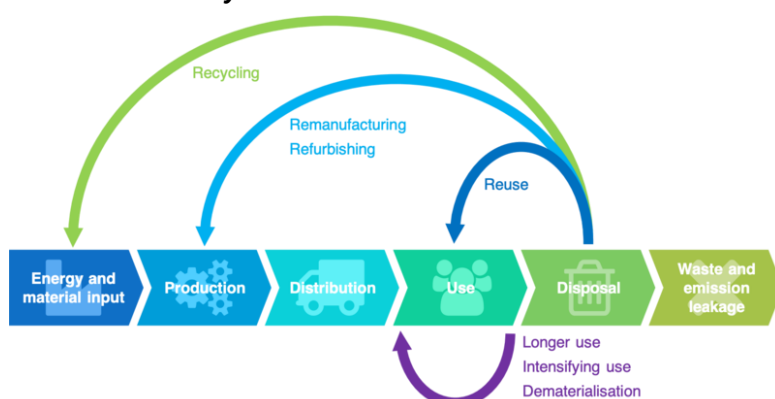 Recycling
Remanufacturing
Refurbishing
Reuse
Energy and
material input
Production
Distribution
Use
Disposal
Waste and
emission
leakage
Longer use
Intensifying use
Dematerialisation